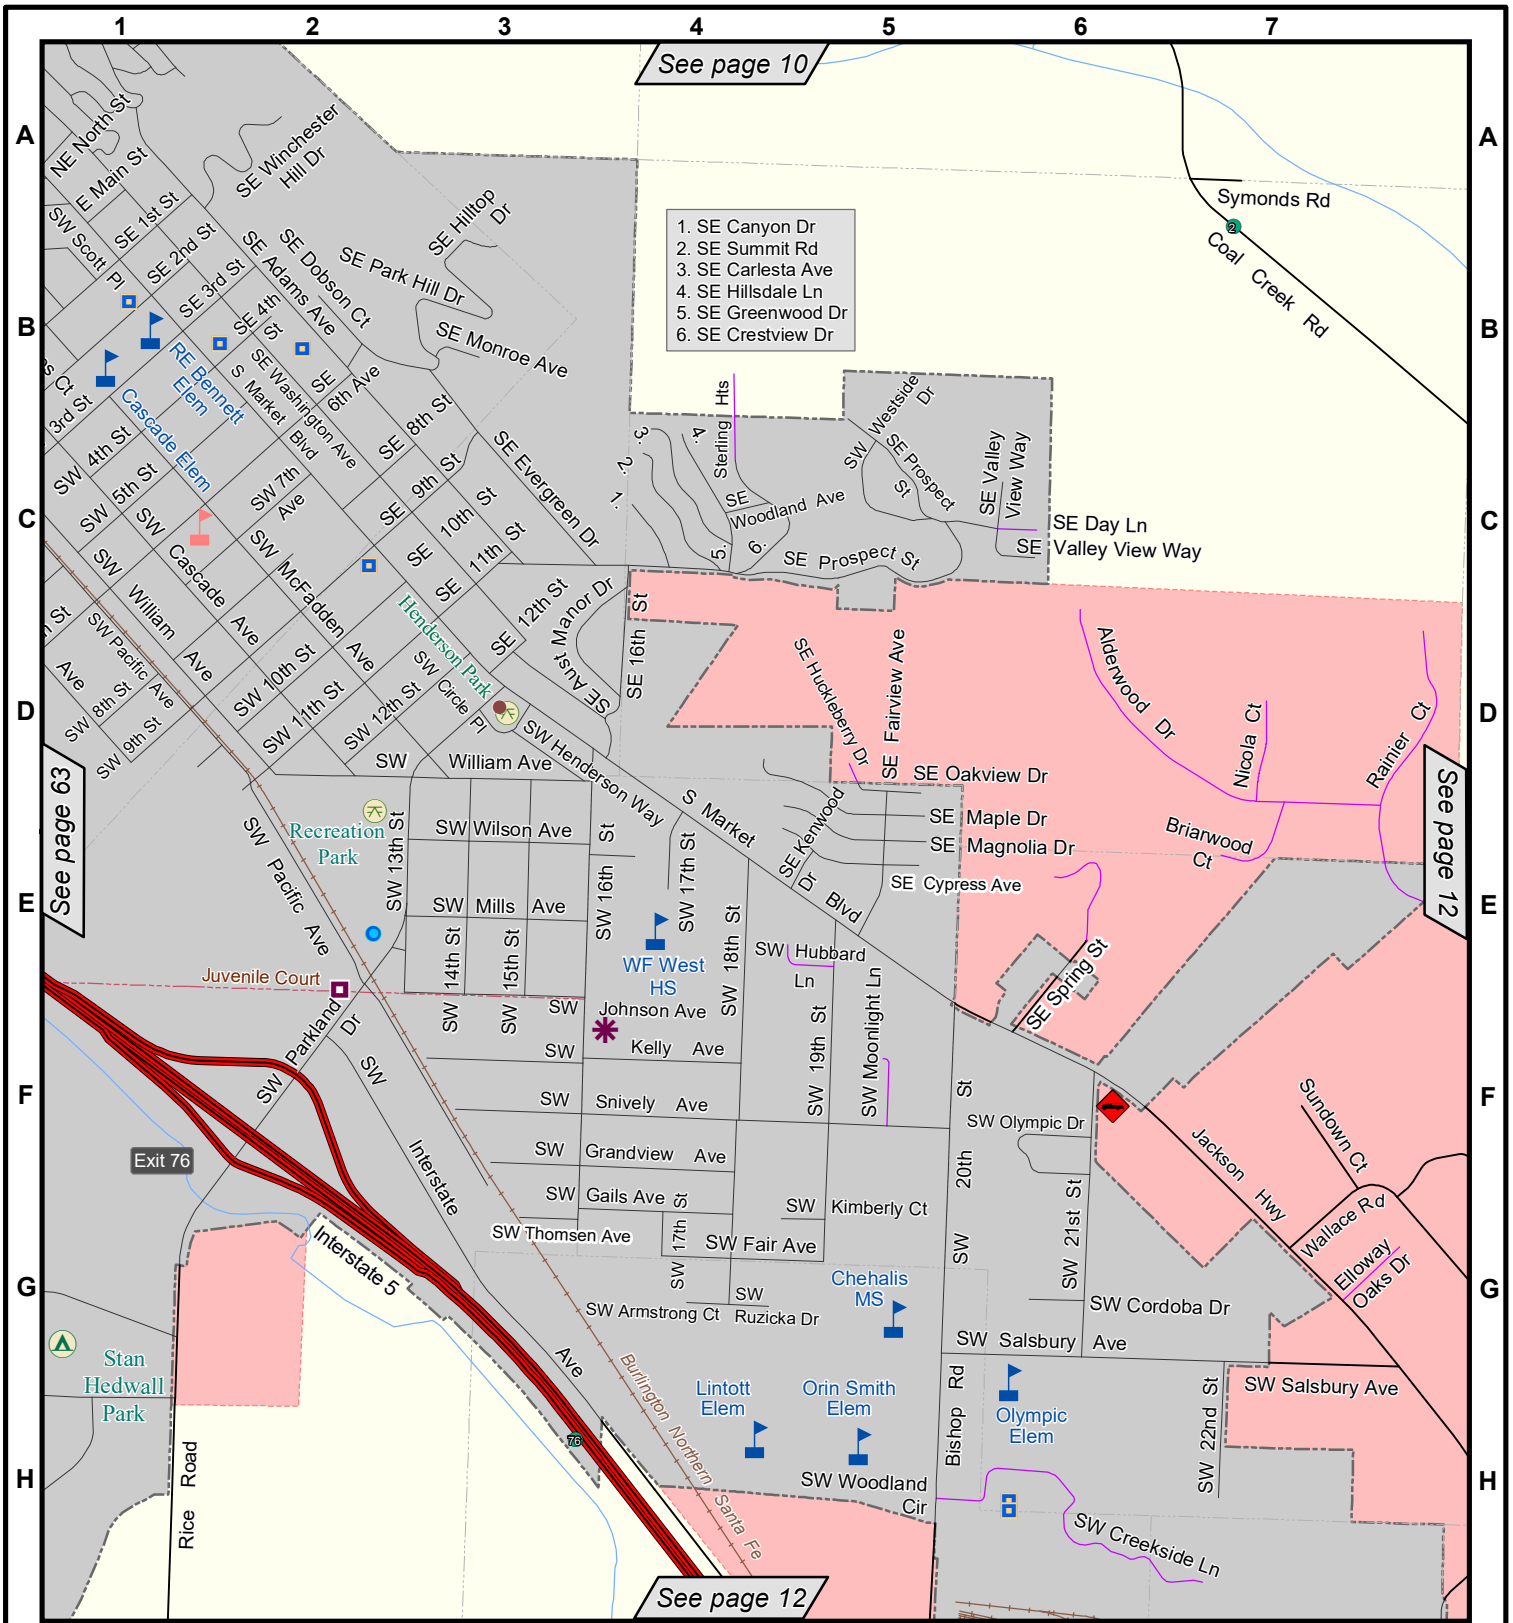 1 2 3 4 5 6 7
See page 10
A
A
NE North St
E Main St
SE Winchester
Hill Dr
Symonds Rd
2
Coal Creek Rd
SW Scott Pl
SE 1st St
SE 2nd St
SE 3rd St
SE 4th
St
SE Adams Ave
SE Dobson Ct
SE Park Hill Dr
SE Hilltop
Dr
SE Monroe Ave
1. SE Canyon Dr
2. SE Summit Rd
3. SE Carlesta Ave
4. SE Hillsdale Ln
5. SE Greenwood Dr
6. SE Crestview Dr
B
B
RE Bennett
Elem
Cascade Elem
S Market Blvd
SE Washington Ave
SE
6th Ave
3rd St
SW 4th St
SW 5th St
SW 7th
Ave
SE 8th St
SE 9th St
SE 10th St
SE 11th St
SE 12th St
SE Evergreen Dr
3.
2.
1.
4.
5.
6.
Sterling Hts
SE
Woodland Ave
SW Westside
Dr
SE Prospect
St
SE Valley
View Way
SE Day Ln
SE Valley View Way
SE Prospect St
C
C
SW Cascade Ave
SW McFadden Ave
SW William Ave
SW Pacific Ave
Ave
SW 8th St
SW 9th St
SW 10th St
SW 11th St
SW 12th St
SW Circle Pl
Henderson Park
SE Aust Manor Dr
SE 16th St
SE Huckleberry Dr
SE Fairview Ave
Alderwood Dr
Nicola Ct
Rainier Ct
D
D
SW William Ave
SW Henderson Way
SE Oakview Dr
SE Maple Dr
SE Magnolia Dr
SE Cypress Ave
SE Kenwood
Dr
S Market Blvd
Briarwood
Ct
See page 63
See page 12
Recreation
Park
SW 13th St
SW Wilson Ave
SW Mills Ave
SW Pacific Ave
SW 14th St
SW 15th St
SW 16th St
SW 17th St
SW 18th St
WF West
HS
SW Hubbard
Ln
SW 19th St
SW Moonlight Ln
SE Spring St
E
E
Juvenile Court
SW Parkland
Dr
SW Johnson Ave
SW Kelly Ave
SW Snively Ave
SW Grandview Ave
SW Gails Ave
SW Thomsen Ave
SW 17th St
SW Fair Ave
SW Kimberly Ct
SW 20th St
SW Olympic Dr
SW 21st St
Jackson Hwy
Sundown Ct
Wallace Rd
Elloway
Oaks Dr
F
F
Exit 76
Interstate 5
SW Interstate Ave
SW Armstrong Ct
SW
Ruzicka Dr
Chehalis
MS
SW Cordoba Dr
SW Salsbury Ave
SW Salsbury Ave
G
G
Stan
Hedwall
Park
Rice Road
76
Burlington Northern Santa Fe
Lintott
Elem
Orin Smith
Elem
Bishop Rd
Olympic
Elem
SW 22nd St
SW Woodland
Cir
SW Creekside Ln
H
H
See page 12